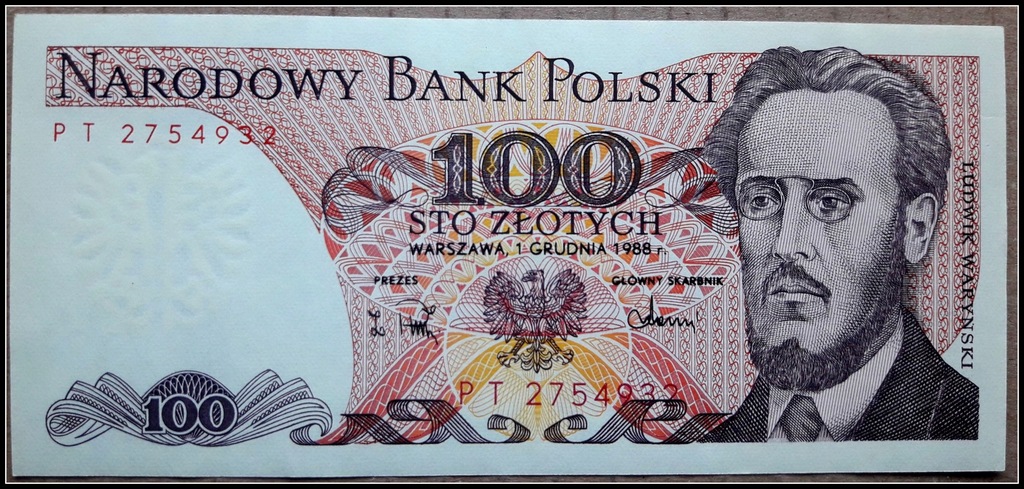 NARODOWY BANK POLSKI
PT 2754932
100
STO ZŁOTYCH
WARSZAWA, 1 GRUDNIA 1988 r.
PREZES
GŁÓWNY SKARBNIK
PT 2754932
100
LUDWIK WARYŃSKI